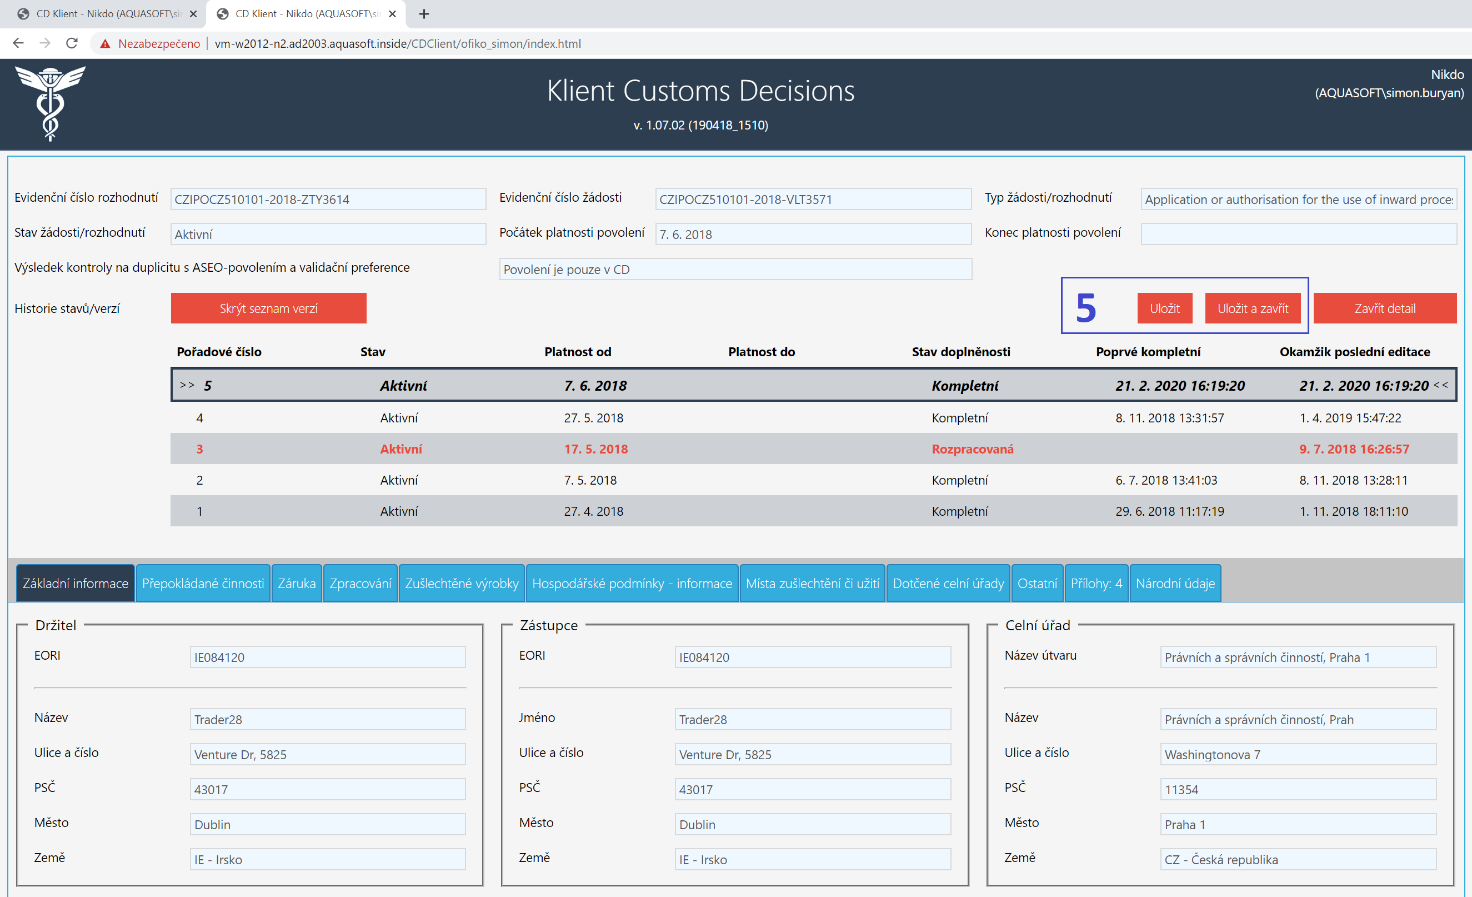 CD Klient - Nikdo (AQUASOFT\si
CD Klient - Nikdo (AQUASOFT\si
Nezabezpečeno | vm-w2012-n2.ad2003.aquasoft.inside/CDClient/ofiko_simon/index.html
Klient Customs Decisions
v. 1.07.02 (190418_1510)
Nikdo
(AQUASOFT\simon.buryan)
Evidenční číslo rozhodnutí CZIPOCZ510101-2018-ZTY3614 Evidenční číslo žádosti CZIPOCZ510101-2018-VLT3571 Typ žádosti/rozhodnutí Application or authorisation for the use of inward proces
Stav žádosti/rozhodnutí Aktivní Počátek platnosti povolení 7. 6. 2018 Konec platnosti povolení
Výsledek kontroly na duplicitu s ASEO-povolením a validační preference Povolení je pouze v CD
Historie stavů/verzí Skrýt seznam verzí 5 Uložit Uložit a zavřít Zavřít detail
Pořadové číslo Stav Platnost od Platnost do Stav doplněnosti Poprvé kompletní Okamžik poslední editace
>> 5 Aktivní 7. 6. 2018 Kompletní 21. 2. 2020 16:19:20 21. 2. 2020 16:19:20 <<
4 Aktivní 27. 5. 2018 Kompletní 8. 11. 2018 13:31:57 1. 4. 2019 15:47:22
3 Aktivní 17. 5. 2018 Rozpracovaná 9. 7. 2018 16:26:57
2 Aktivní 7. 5. 2018 Kompletní 6. 7. 2018 13:41:03 8. 11. 2018 13:28:11
1 Aktivní 27. 4. 2018 Kompletní 29. 6. 2018 11:17:19 1. 11. 2018 18:11:10
Základní informace Přepokládané činnosti Záruka Zpracování Zušlechtěné výrobky Hospodářské podmínky - informace Místa zušlechtění či užití Dotčené celní úřady Ostatní Přílohy: 4 Národní údaje
Držitel Zástupce Celní úřad
EORI IE084120 EORI IE084120 Název útvaru Právních a správních činností, Praha 1
Název Trader28 Jméno Trader28 Název Právních a správních činností, Prah
Ulice a číslo Venture Dr, 5825 Ulice a číslo Venture Dr, 5825 Ulice a číslo Washingtonova 7
PSČ 43017 PSČ 43017 PSČ 11354
Město Dublin Město Dublin Město Praha 1
Země IE - Irsko Země IE - Irsko Země CZ - Česká republika